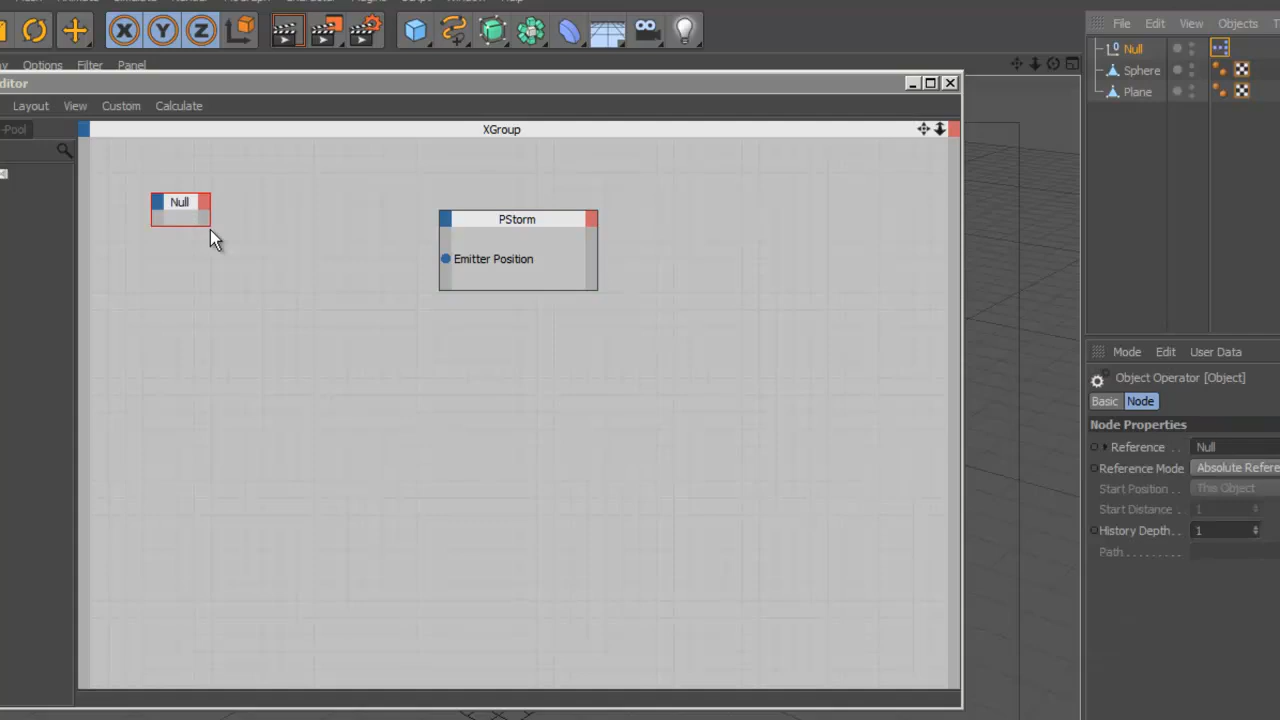 X Y Z
File Edit View Objects
Options Filter Panel
Null
Sphere
Plane
ditor
Layout View Custom Calculate
-Pool
XGroup
Null
PStorm
Emitter Position
Mode Edit User Data
Object Operator [Object]
Basic Node
Node Properties
Reference . . Null
Reference Mode Absolute Refere
Start Position . . This Object
Start Distance . 1
History Depth. . 1
Path. . . . . . . . .